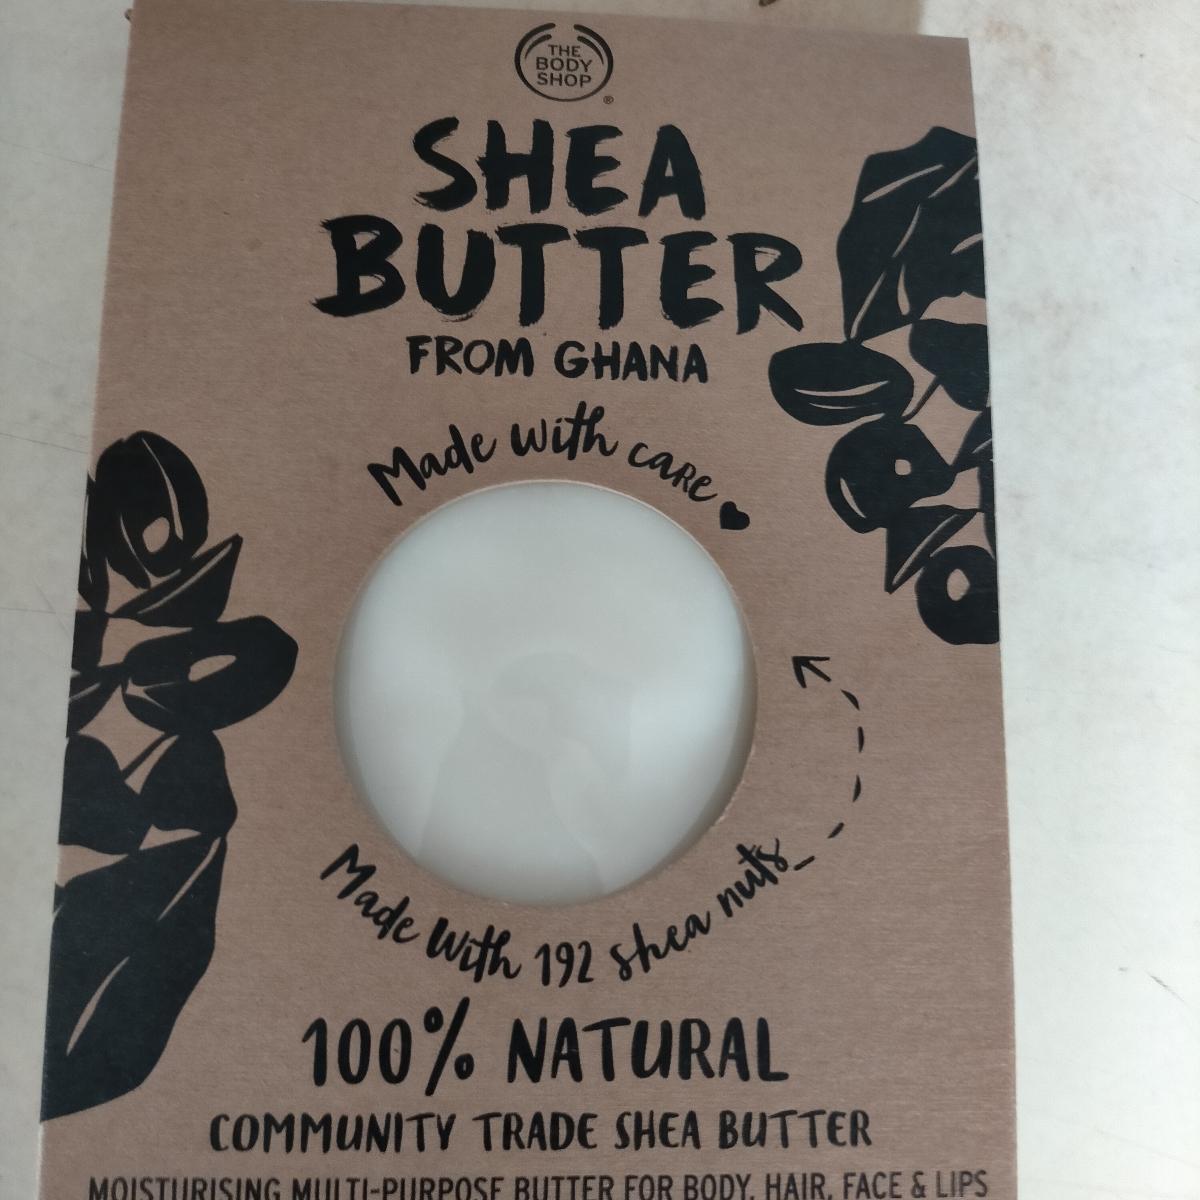 THE
BODY
SHOP
®
SHEA
BUTTER
FROM GHANA
Made with care
Made with 192 shea nuts
100% NATURAL
COMMUNITY TRADE SHEA BUTTER
MOISTURISING MULTI-PURPOSE BUTTER FOR BODY, HAIR, FACE & LIPS